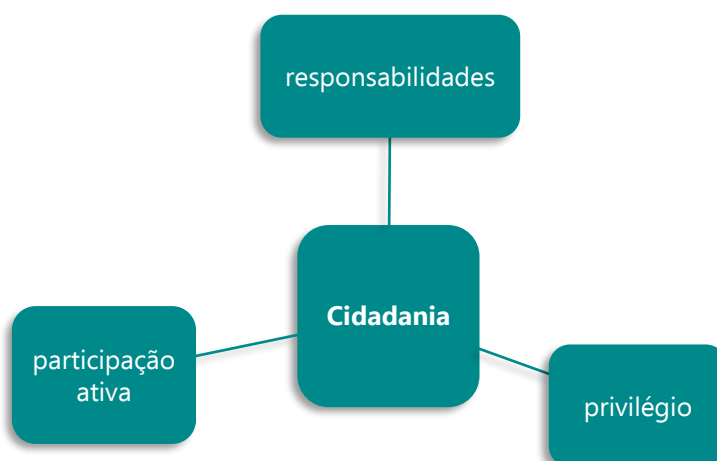 responsabilidades
Cidadania
participação
ativa
privilégio